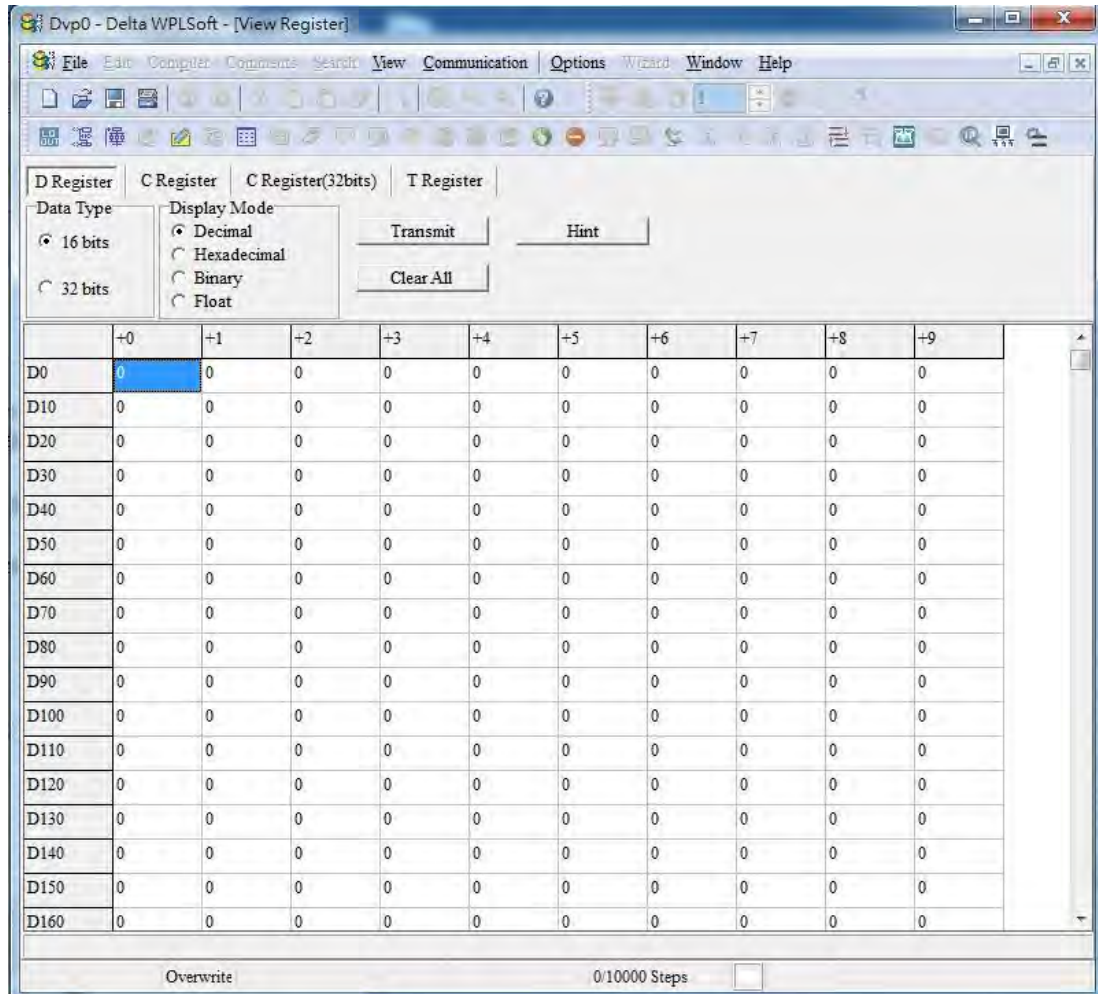 Dvp0 - Delta WPLSoft - [View Register]
File Edit Compiler Comments Search View Communication Options Wizard Window Help
1
D Register C Register C Register(32bits) T Register
Data Type Display Mode
16 bits Decimal Transmit Hint
Hexadecimal
32 bits Binary Clear All
Float
+0 +1 +2 +3 +4 +5 +6 +7 +8 +9
D0 0 0 0 0 0 0 0 0 0 0
D10 0 0 0 0 0 0 0 0 0 0
D20 0 0 0 0 0 0 0 0 0 0
D30 0 0 0 0 0 0 0 0 0 0
D40 0 0 0 0 0 0 0 0 0 0
D50 0 0 0 0 0 0 0 0 0 0
D60 0 0 0 0 0 0 0 0 0 0
D70 0 0 0 0 0 0 0 0 0 0
D80 0 0 0 0 0 0 0 0 0 0
D90 0 0 0 0 0 0 0 0 0 0
D100 0 0 0 0 0 0 0 0 0 0
D110 0 0 0 0 0 0 0 0 0 0
D120 0 0 0 0 0 0 0 0 0 0
D130 0 0 0 0 0 0 0 0 0 0
D140 0 0 0 0 0 0 0 0 0 0
D150 0 0 0 0 0 0 0 0 0 0
D160 0 0 0 0 0 0 0 0 0 0
Overwrite 0/10000 Steps